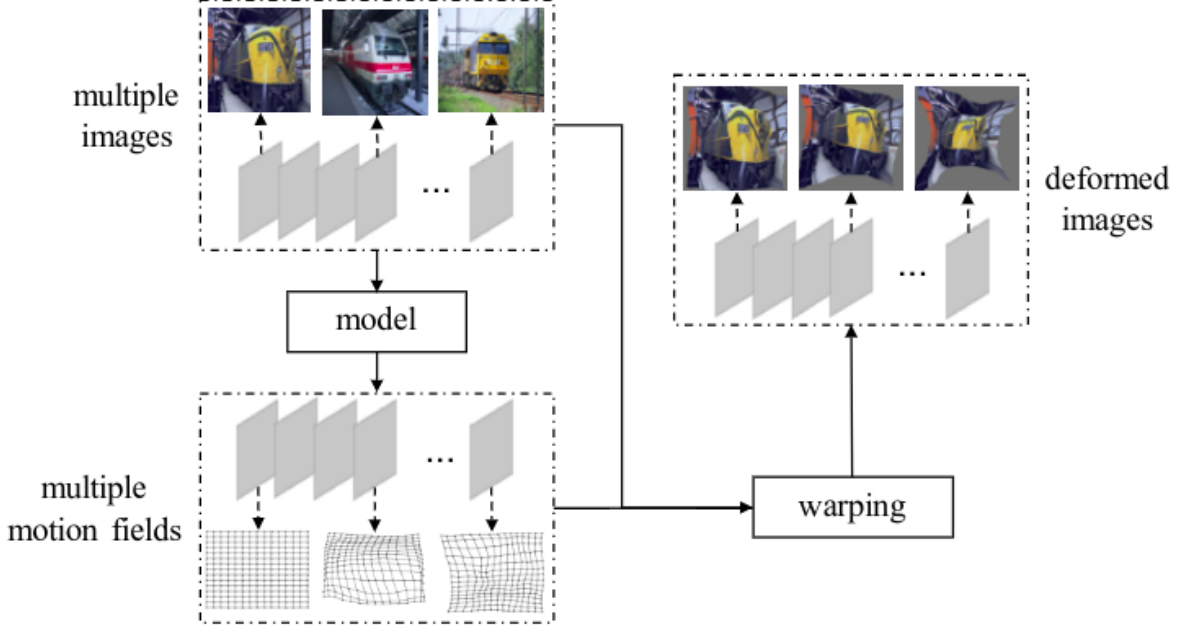 multiple
images
...
model
multiple
motion fields
...
deformed
images
...
warping